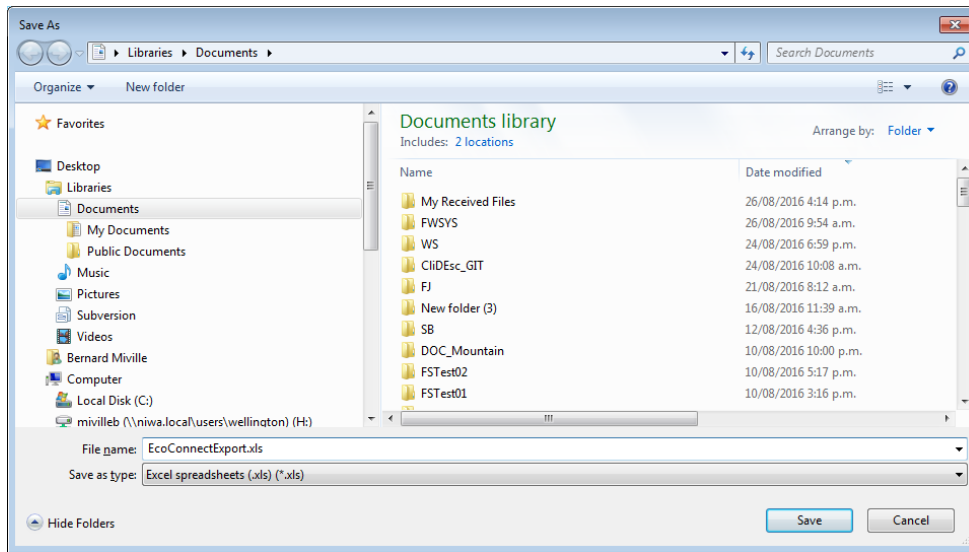 Save As
Libraries Documents
Search Documents
Organize New folder
Favorites
Desktop
Libraries
Documents
My Documents
Public Documents
Music
Pictures
Subversion
Videos
Bernard Miville
Computer
Local Disk (C:)
mivilleb (\\niwa.local\users\wellington) (H:)
Documents library
Includes: 2 locations
Arrange by: Folder
Name Date modified
My Received Files 26/08/2016 4:14 p.m.
FWSYS 26/08/2016 9:54 a.m.
WS 24/08/2016 6:59 p.m.
CliDEsc_GIT 24/08/2016 10:08 a.m.
FJ 21/08/2016 8:12 a.m.
New folder (3) 16/08/2016 11:39 a.m.
SB 12/08/2016 4:36 p.m.
DOC_Mountain 10/08/2016 10:00 p.m.
FSTest02 10/08/2016 5:17 p.m.
FSTest01 10/08/2016 3:16 p.m.
File name: EcoConnectExport.xls
Save as type: Excel spreadsheets (.xls) (*.xls)
Hide Folders
Save Cancel